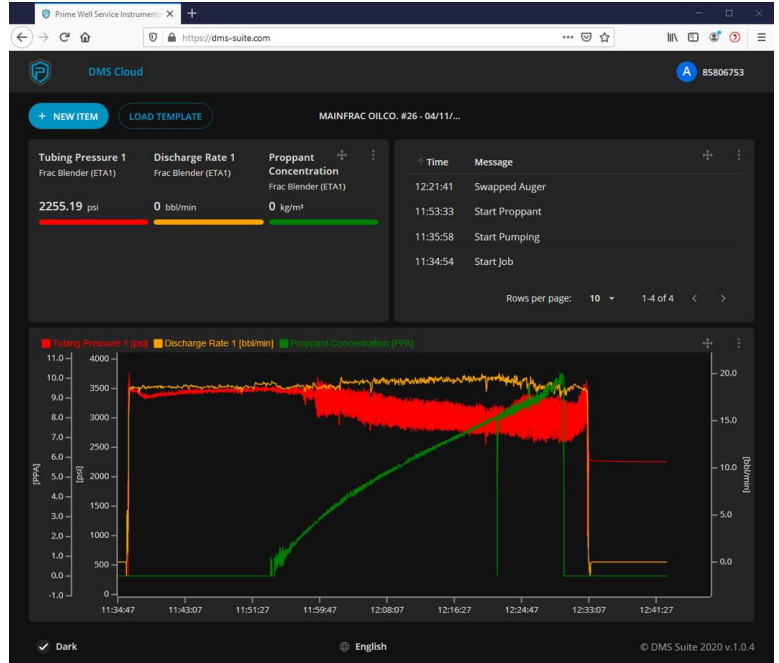 Prime Well Service Instrumenta
https://dms-suite.com
DMS Cloud
A 85806753
+ NEW ITEM
LOAD TEMPLATE
MAINFRAC OILCO. #26 - 04/11/...
Tubing Pressure 1
Frac Blender (ETA1)
2255.19 psi
Discharge Rate 1
Frac Blender (ETA1)
0 bbl/min
Proppant
Concentration
Frac Blender (ETA1)
0 kg/m³
↑ Time Message
12:21:41 Swapped Auger
11:53:33 Start Proppant
11:35:58 Start Pumping
11:34:54 Start Job
Rows per page: 10 1-4 of 4 < >
Tubing Pressure 1 [psi] Discharge Rate 1 [bbl/min] Proppant Concentration [PPA]
11.0
10.0
9.0
8.0
7.0
6.0
5.0
4.0
3.0
2.0
1.0
0.0
-1.0
[PPA]
4000
3500
3000
2500
2000
1500
1000
500
0
[psi]
20.0
15.0
10.0
5.0
0.0
[bbl/min]
11:34:47 11:43:07 11:51:27 11:59:47 12:08:07 12:16:27 12:24:47 12:33:07 12:41:27
Dark
English
© DMS Suite 2020 v.1.0.4